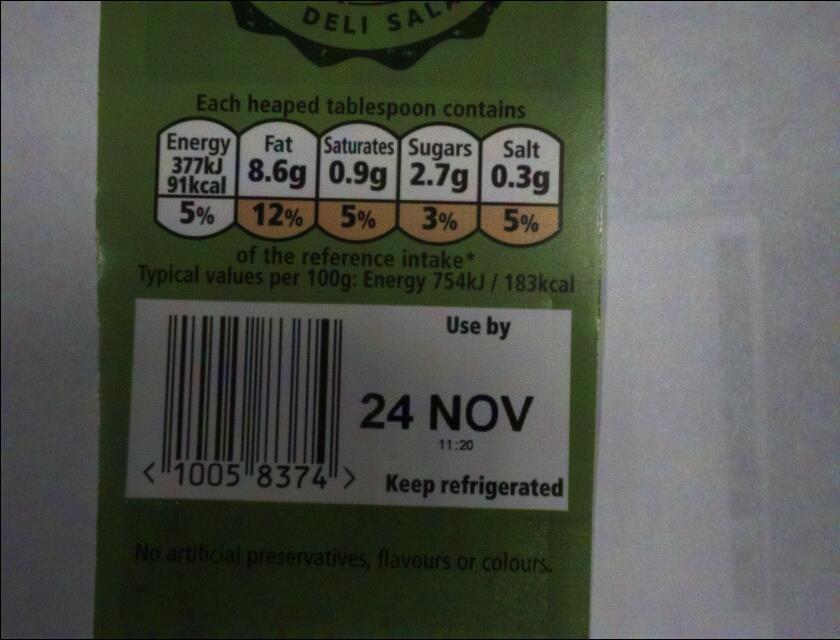 DELI
Each heaped tablespoon contains
Energy Fat Saturates Sugars Salt
377kJ 8.6g 0.9g 2.7g 0.3g
91kcal
5% 12% 5% 3% 5%
of the reference intake*
Typical values per 100g: Energy 754kJ / 183kcal
Use by
24 NOV
11:20
< 1005 8374 >
Keep refrigerated
No artificial preservatives, flavours or colours.